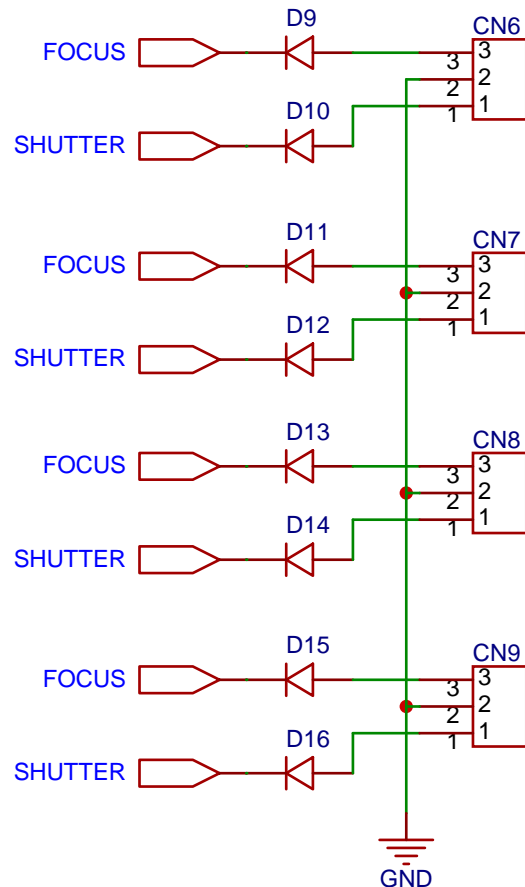 D9
CN6
FOCUS
3
3
2
2
D10
1
1
SHUTTER
D11
CN7
FOCUS
3
3
2
2
D12
1
1
SHUTTER
D13
CN8
FOCUS
3
3
2
2
D14
1
1
SHUTTER
D15
CN9
FOCUS
3
3
2
2
D16
1
1
SHUTTER
GND